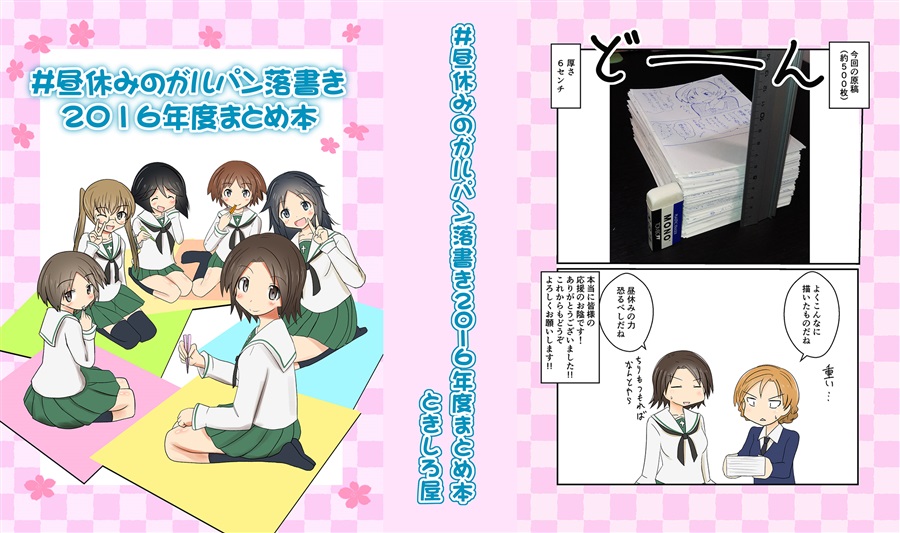 #昼休みのガルパン落書き
2016年度まとめ本
#昼休みのガルパン落書き2016年度まとめ本
ときしろ屋
どーーん
今回の原稿
(約500枚)
厚さ
6センチ
MONO
よくこんなに
描いたものだね
重い…
昼休みの力
恐るべしだね
ちりもつもれば
なんとやら
本当に皆様の
応援のお陰です!
ありがとうございました!!
これからもどうぞ
よろしくお願いします!!